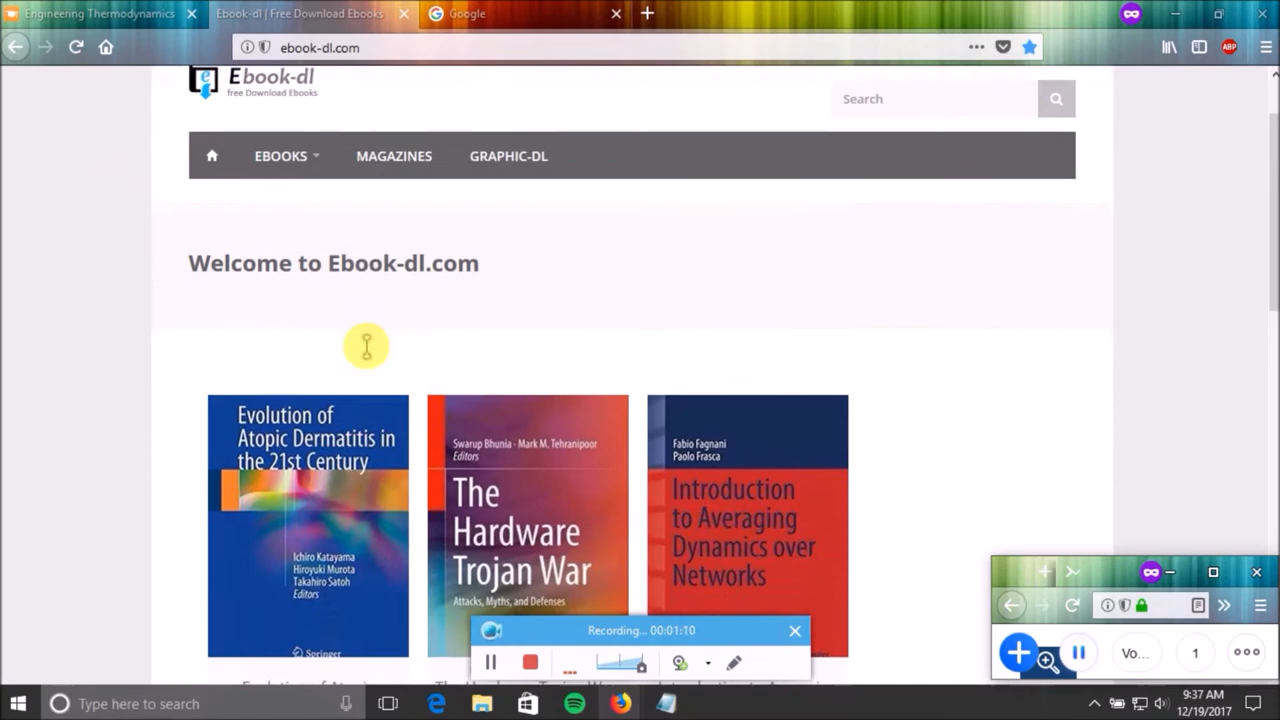 Engineering Thermodynamics
Ebook-dl | Free Download Ebooks
Google
ebook-dl.com
ABP
Ebook-dl
free Download Ebooks
Search
EBOOKS
MAGAZINES
GRAPHIC-DL
Welcome to Ebook-dl.com
Evolution of
Atopic Dermatitis in
the 21st Century
Ichiro Katayama
Hiroyuki Murota
Takahiro Satoh
Editors
Springer
Swarup Bhunia · Mark M. Tehranipoor
Editors
The
Hardware
Trojan War
Attacks, Myths, and Defenses
Fabio Fagnani
Paolo Frasca
Introduction
to Averaging
Dynamics over
Networks
Recording... 00:01:10
Vo...
1
Type here to search
9:37 AM
12/19/2017